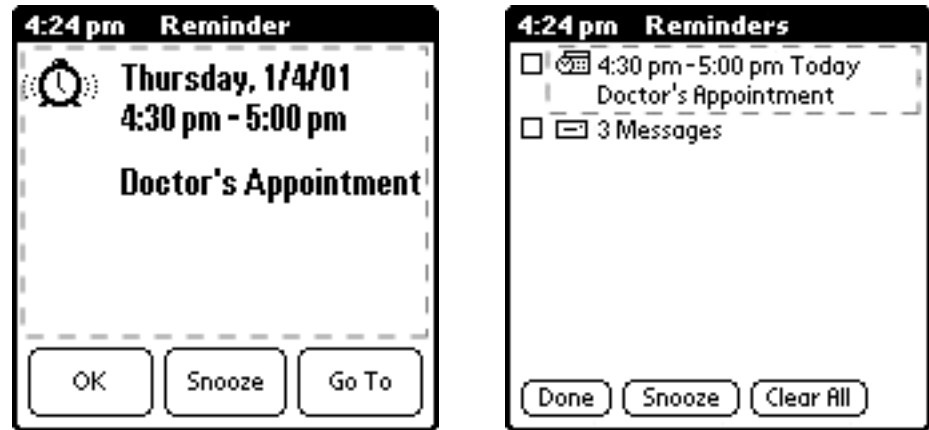 4:24 pm Reminder
Thursday, 1/4/01
4:30 pm - 5:00 pm
Doctor's Appointment
OK Snooze Go To
4:24 pm Reminders
4:30 pm-5:00 pm Today
Doctor's Appointment
3 Messages
Done Snooze Clear All